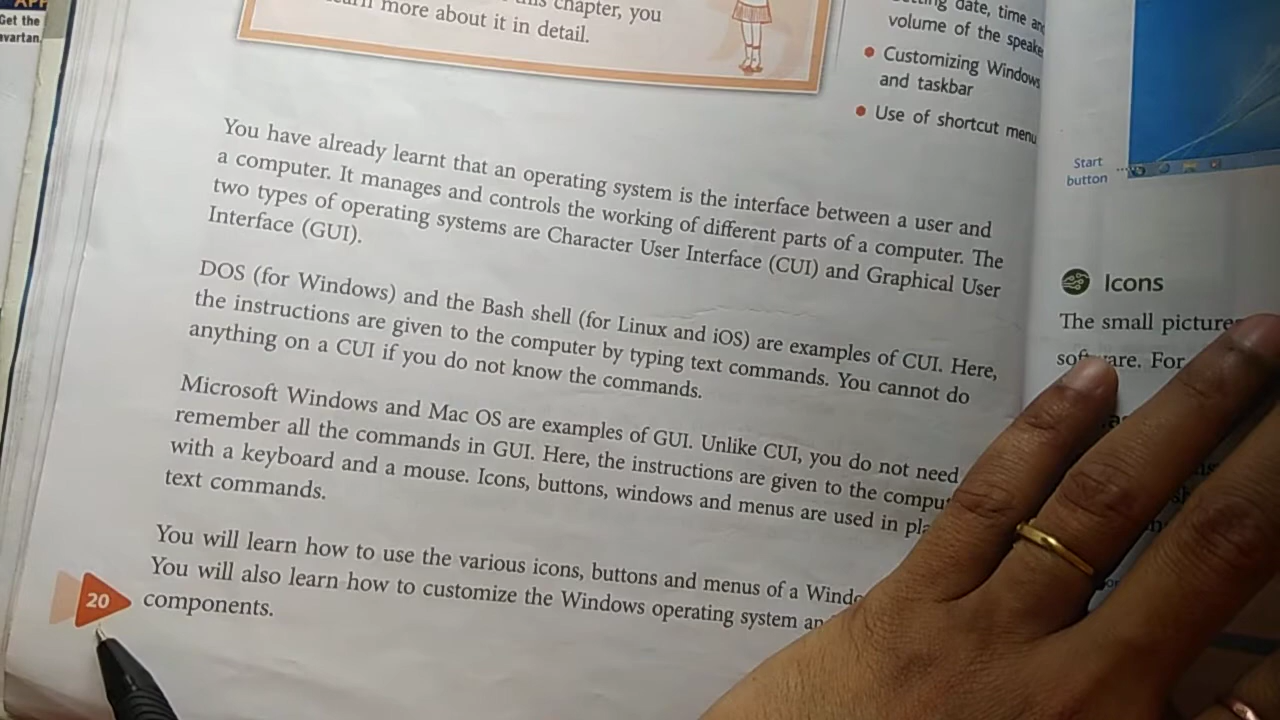 Get the
avartan.
his chapter, you
more about it in detail.
date, time and
volume of the speake
Customizing Windows
and taskbar
Use of shortcut menu
You have already learnt that an operating system is the interface between a user and
a computer. It manages and controls the working of different parts of a computer. The
two types of operating systems are Character User Interface (CUI) and Graphical User
Interface (GUI).
DOS (for Windows) and the Bash shell (for Linux and iOS) are examples of CUI. Here,
the instructions are given to the computer by typing text commands. You cannot do
anything on a CUI if you do not know the commands.
Microsoft Windows and Mac OS are examples of GUI. Unlike CUI, you do not need
remember all the commands in GUI. Here, the instructions are given to the comput
with a keyboard and a mouse. Icons, buttons, windows and menus are used in pla
text commands.
You will learn how to use the various icons, buttons and menus of a Windo
You will also learn how to customize the Windows operating system an
components.
20
Start
button
Icons
The small pictures
software. For